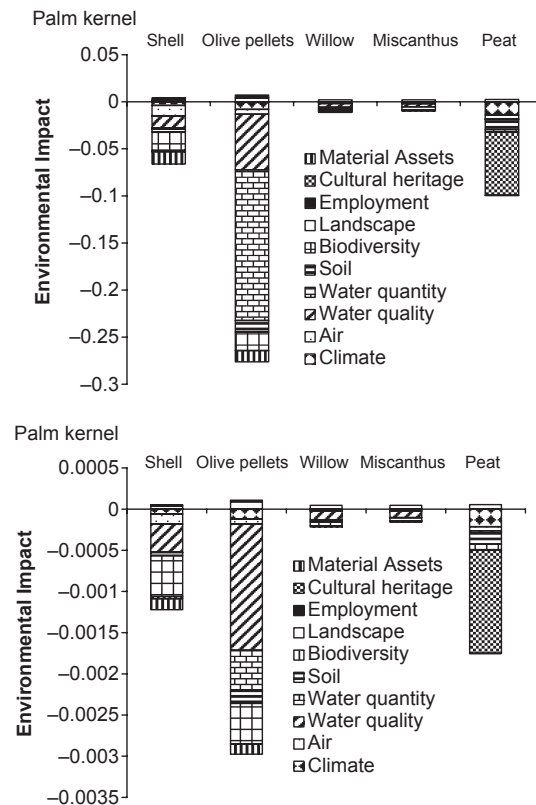 Palm kernel
Shell Olive pellets Willow Miscanthus Peat
0.05
0
−0.05
−0.1
−0.15
−0.2
−0.25
−0.3
Environmental Impact
Material Assets
Cultural heritage
Employment
Landscape
Biodiversity
Soil
Water quantity
Water quality
Air
Climate
Palm kernel
Shell Olive pellets Willow Miscanthus Peat
0.0005
0
−0.0005
−0.001
−0.0015
−0.002
−0.0025
−0.003
−0.0035
Environmental Impact
Material Assets
Cultural heritage
Employment
Landscape
Biodiversity
Soil
Water quantity
Water quality
Air
Climate